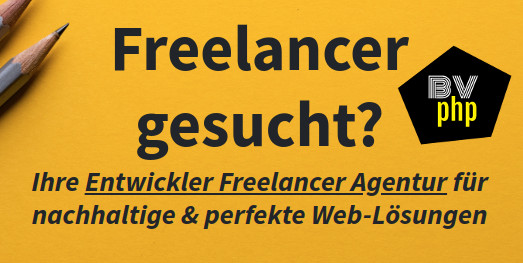 Freelancer
gesucht?
BV
php
Ihre Entwickler Freelancer Agentur für
nachhaltige & perfekte Web-Lösungen